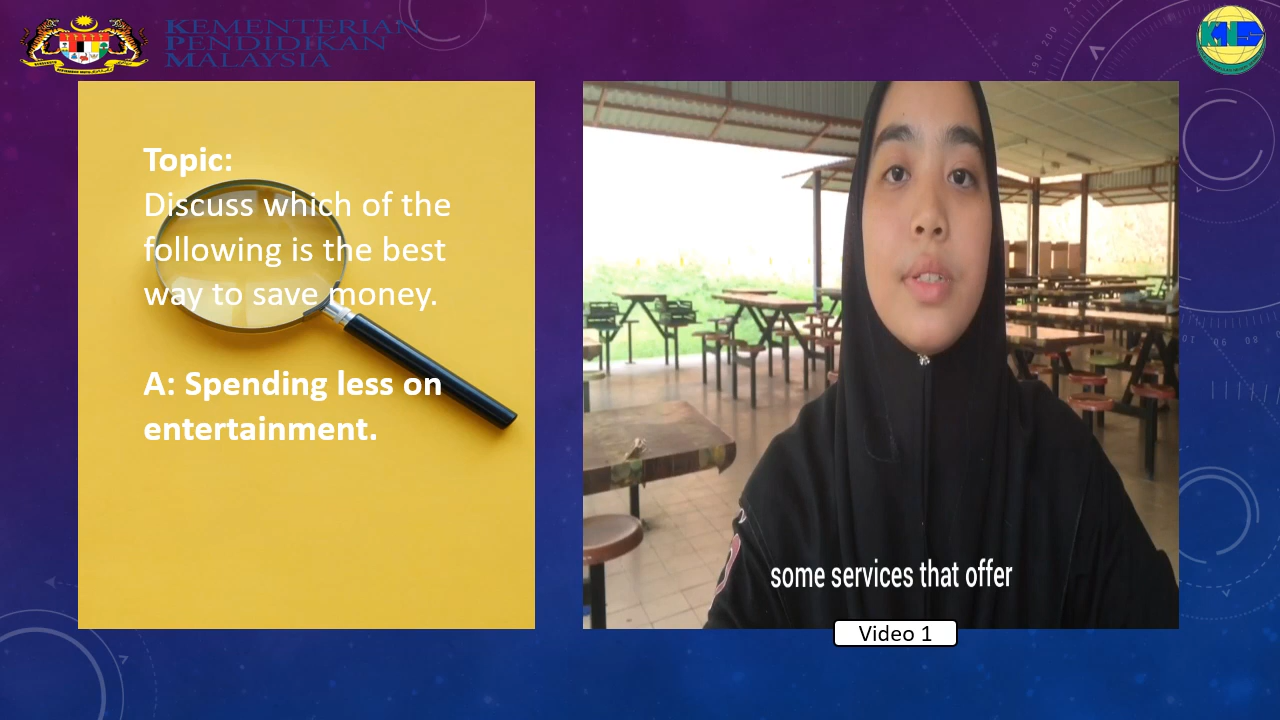 KEMENTERIAN
PENDIDIKAN
MALAYSIA
Topic:
Discuss which of the
following is the best
way to save money.
A: Spending less on
entertainment.
some services that offer
Video 1